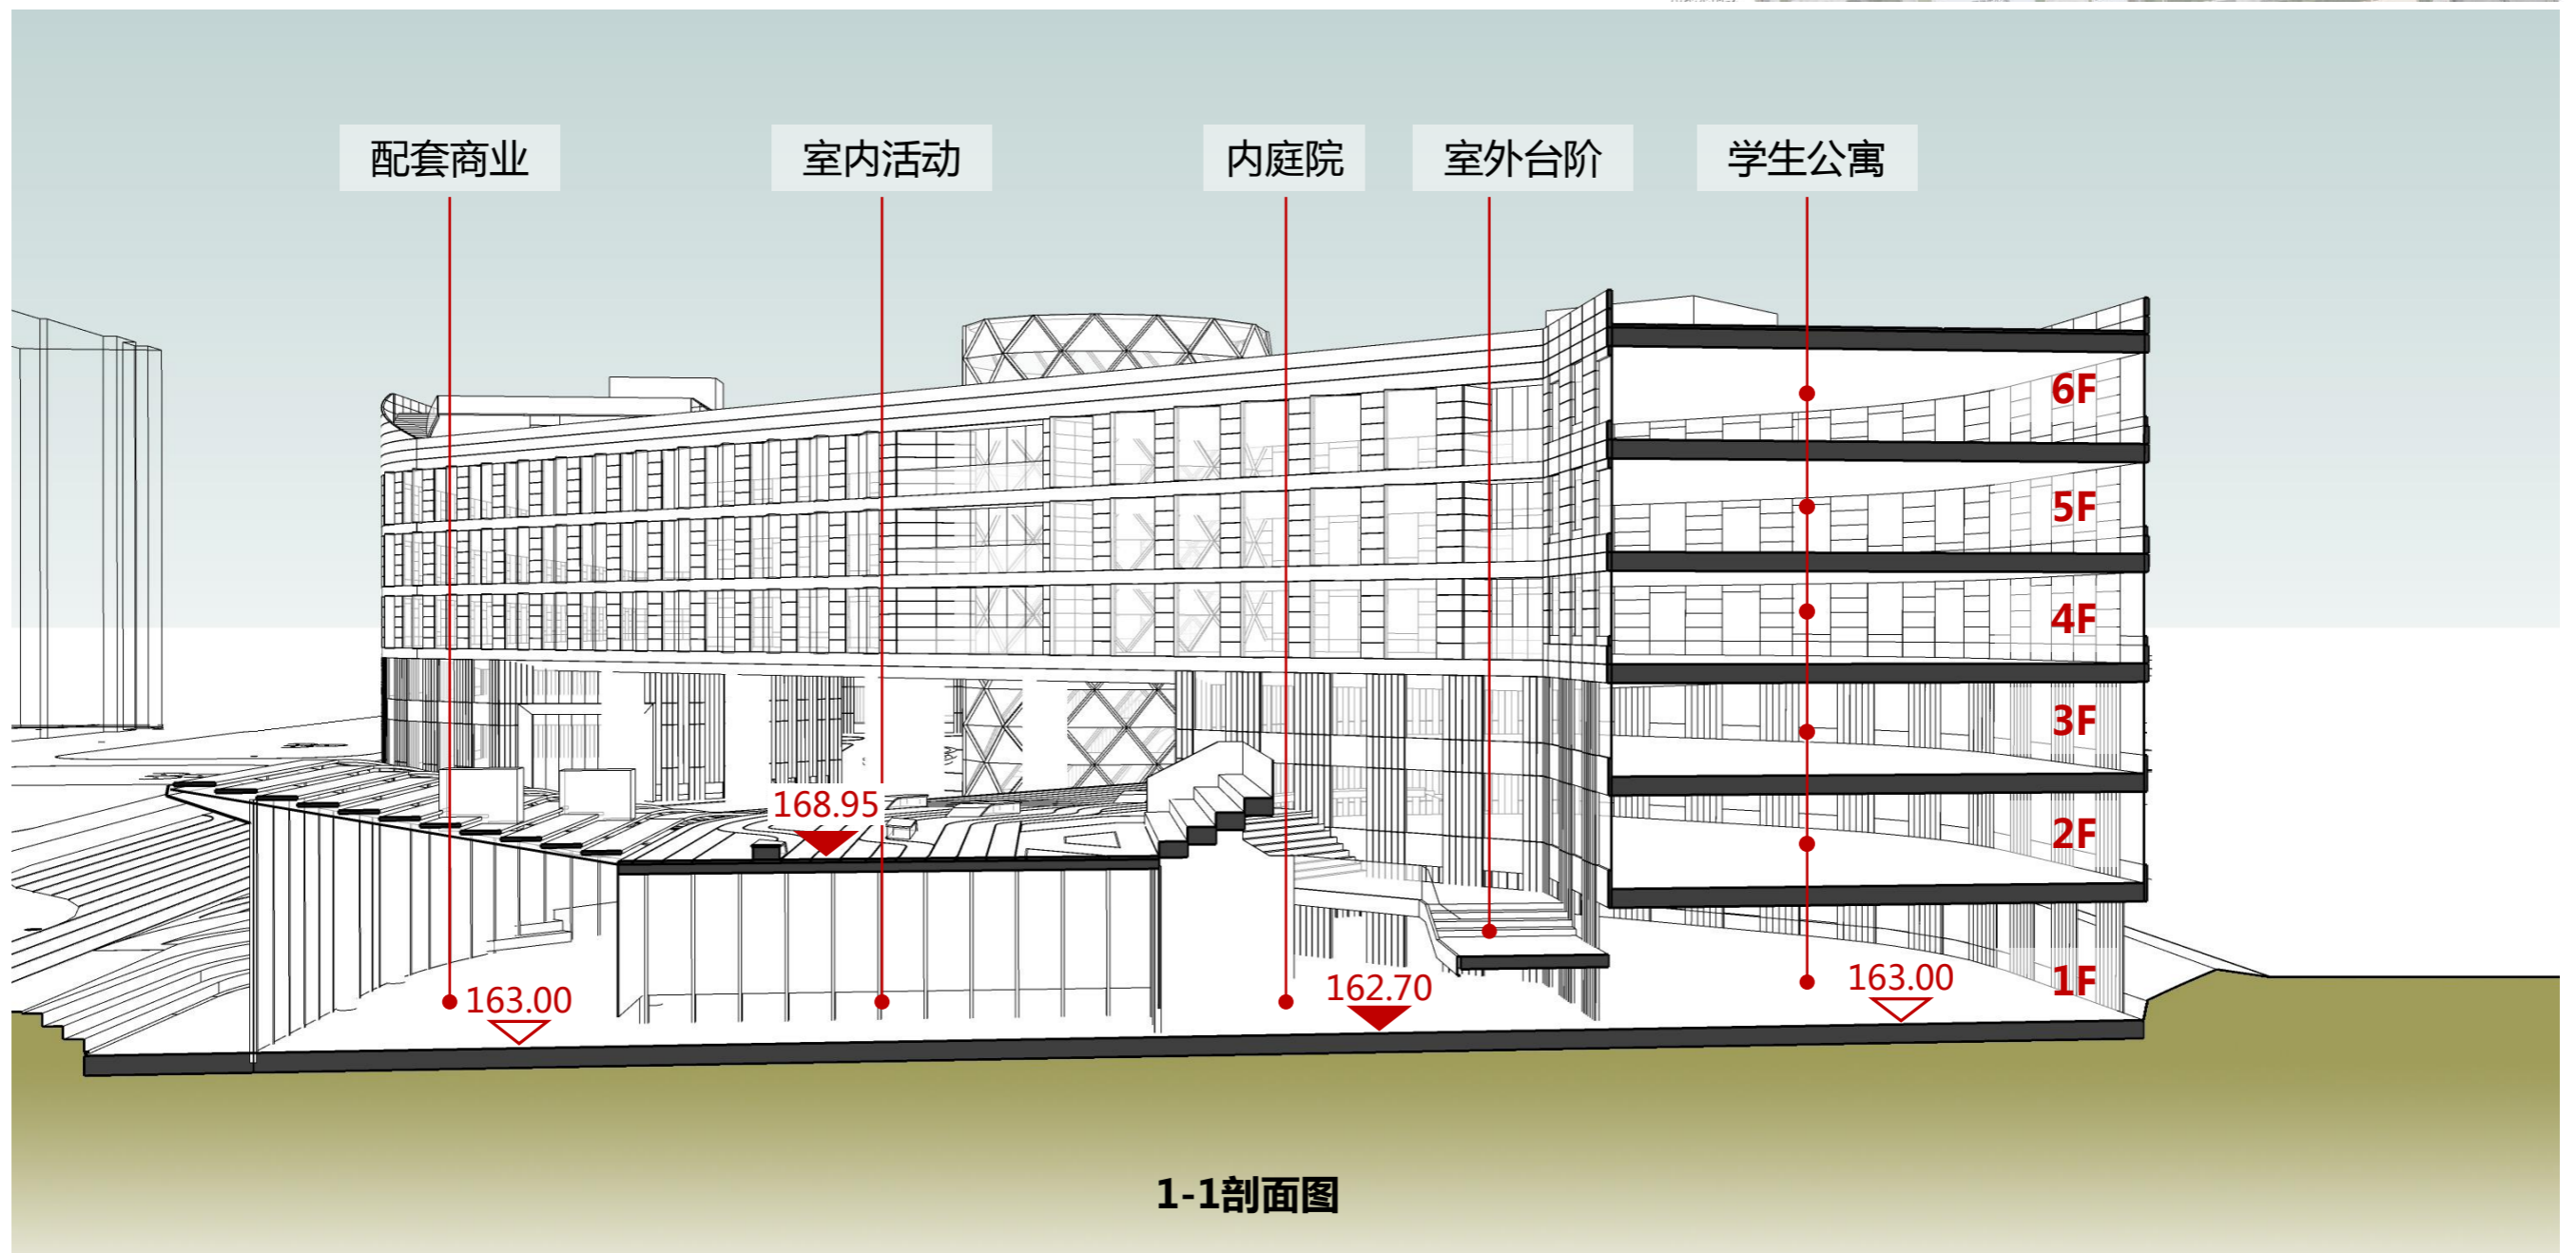 配套商业
室内活动
内庭院
室外台阶
学生公寓
6F
5F
4F
3F
168.95
2F
163.00
162.70
163.00
1F
1-1剖面图